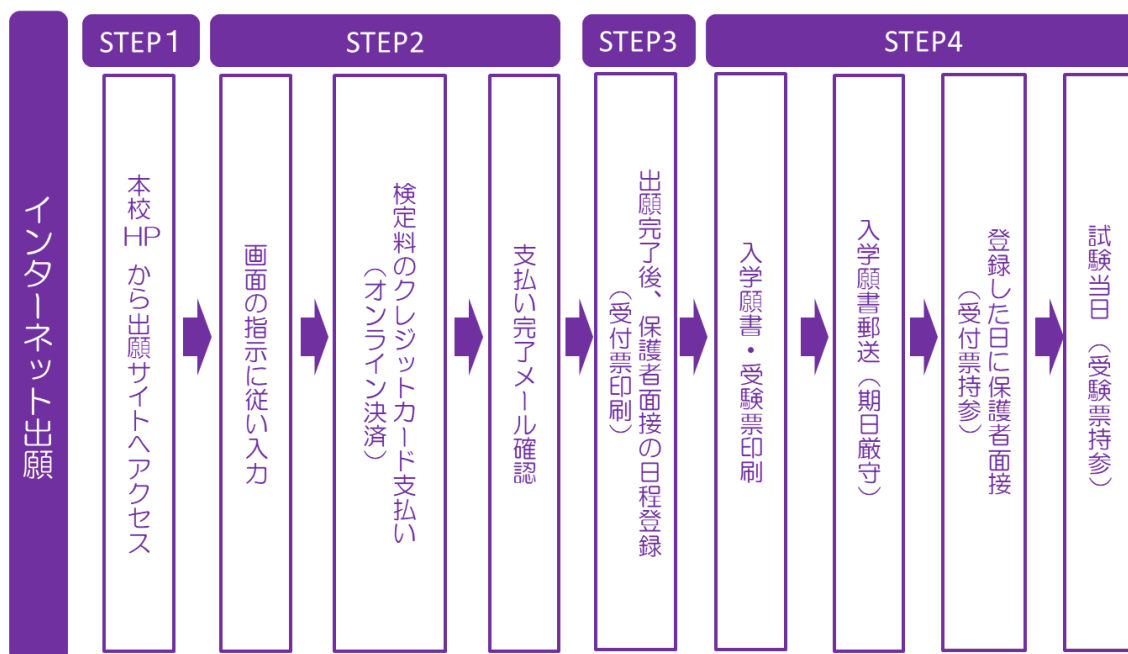 インターネット出願
STEP1
STEP2
STEP3
STEP4
本校HPから出願サイトへアクセス
画面の指示に従い入力
検定料のクレジットカード支払い
（オンライン決済）
支払い完了メール確認
出願完了後、保護者面接の日程登録
（受付票印刷）
入学願書・受験票印刷
入学願書郵送（期日厳守）
登録した日に保護者面接
（受付票持参）
試験当日（受験票持参）